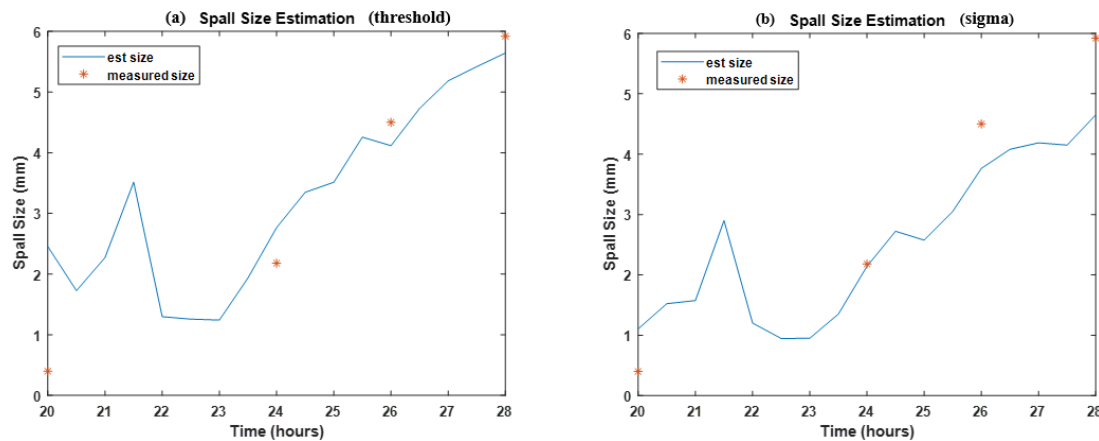 (a) Spall Size Estimation (threshold)
est size
measured size
6
5
4
3
2
1
0
Spall Size (mm)
20 21 22 23 24 25 26 27 28
Time (hours)
(b) Spall Size Estimation (sigma)
est size
measured size
6
5
4
3
2
1
0
Spall Size (mm)
20 21 22 23 24 25 26 27 28
Time (hours)